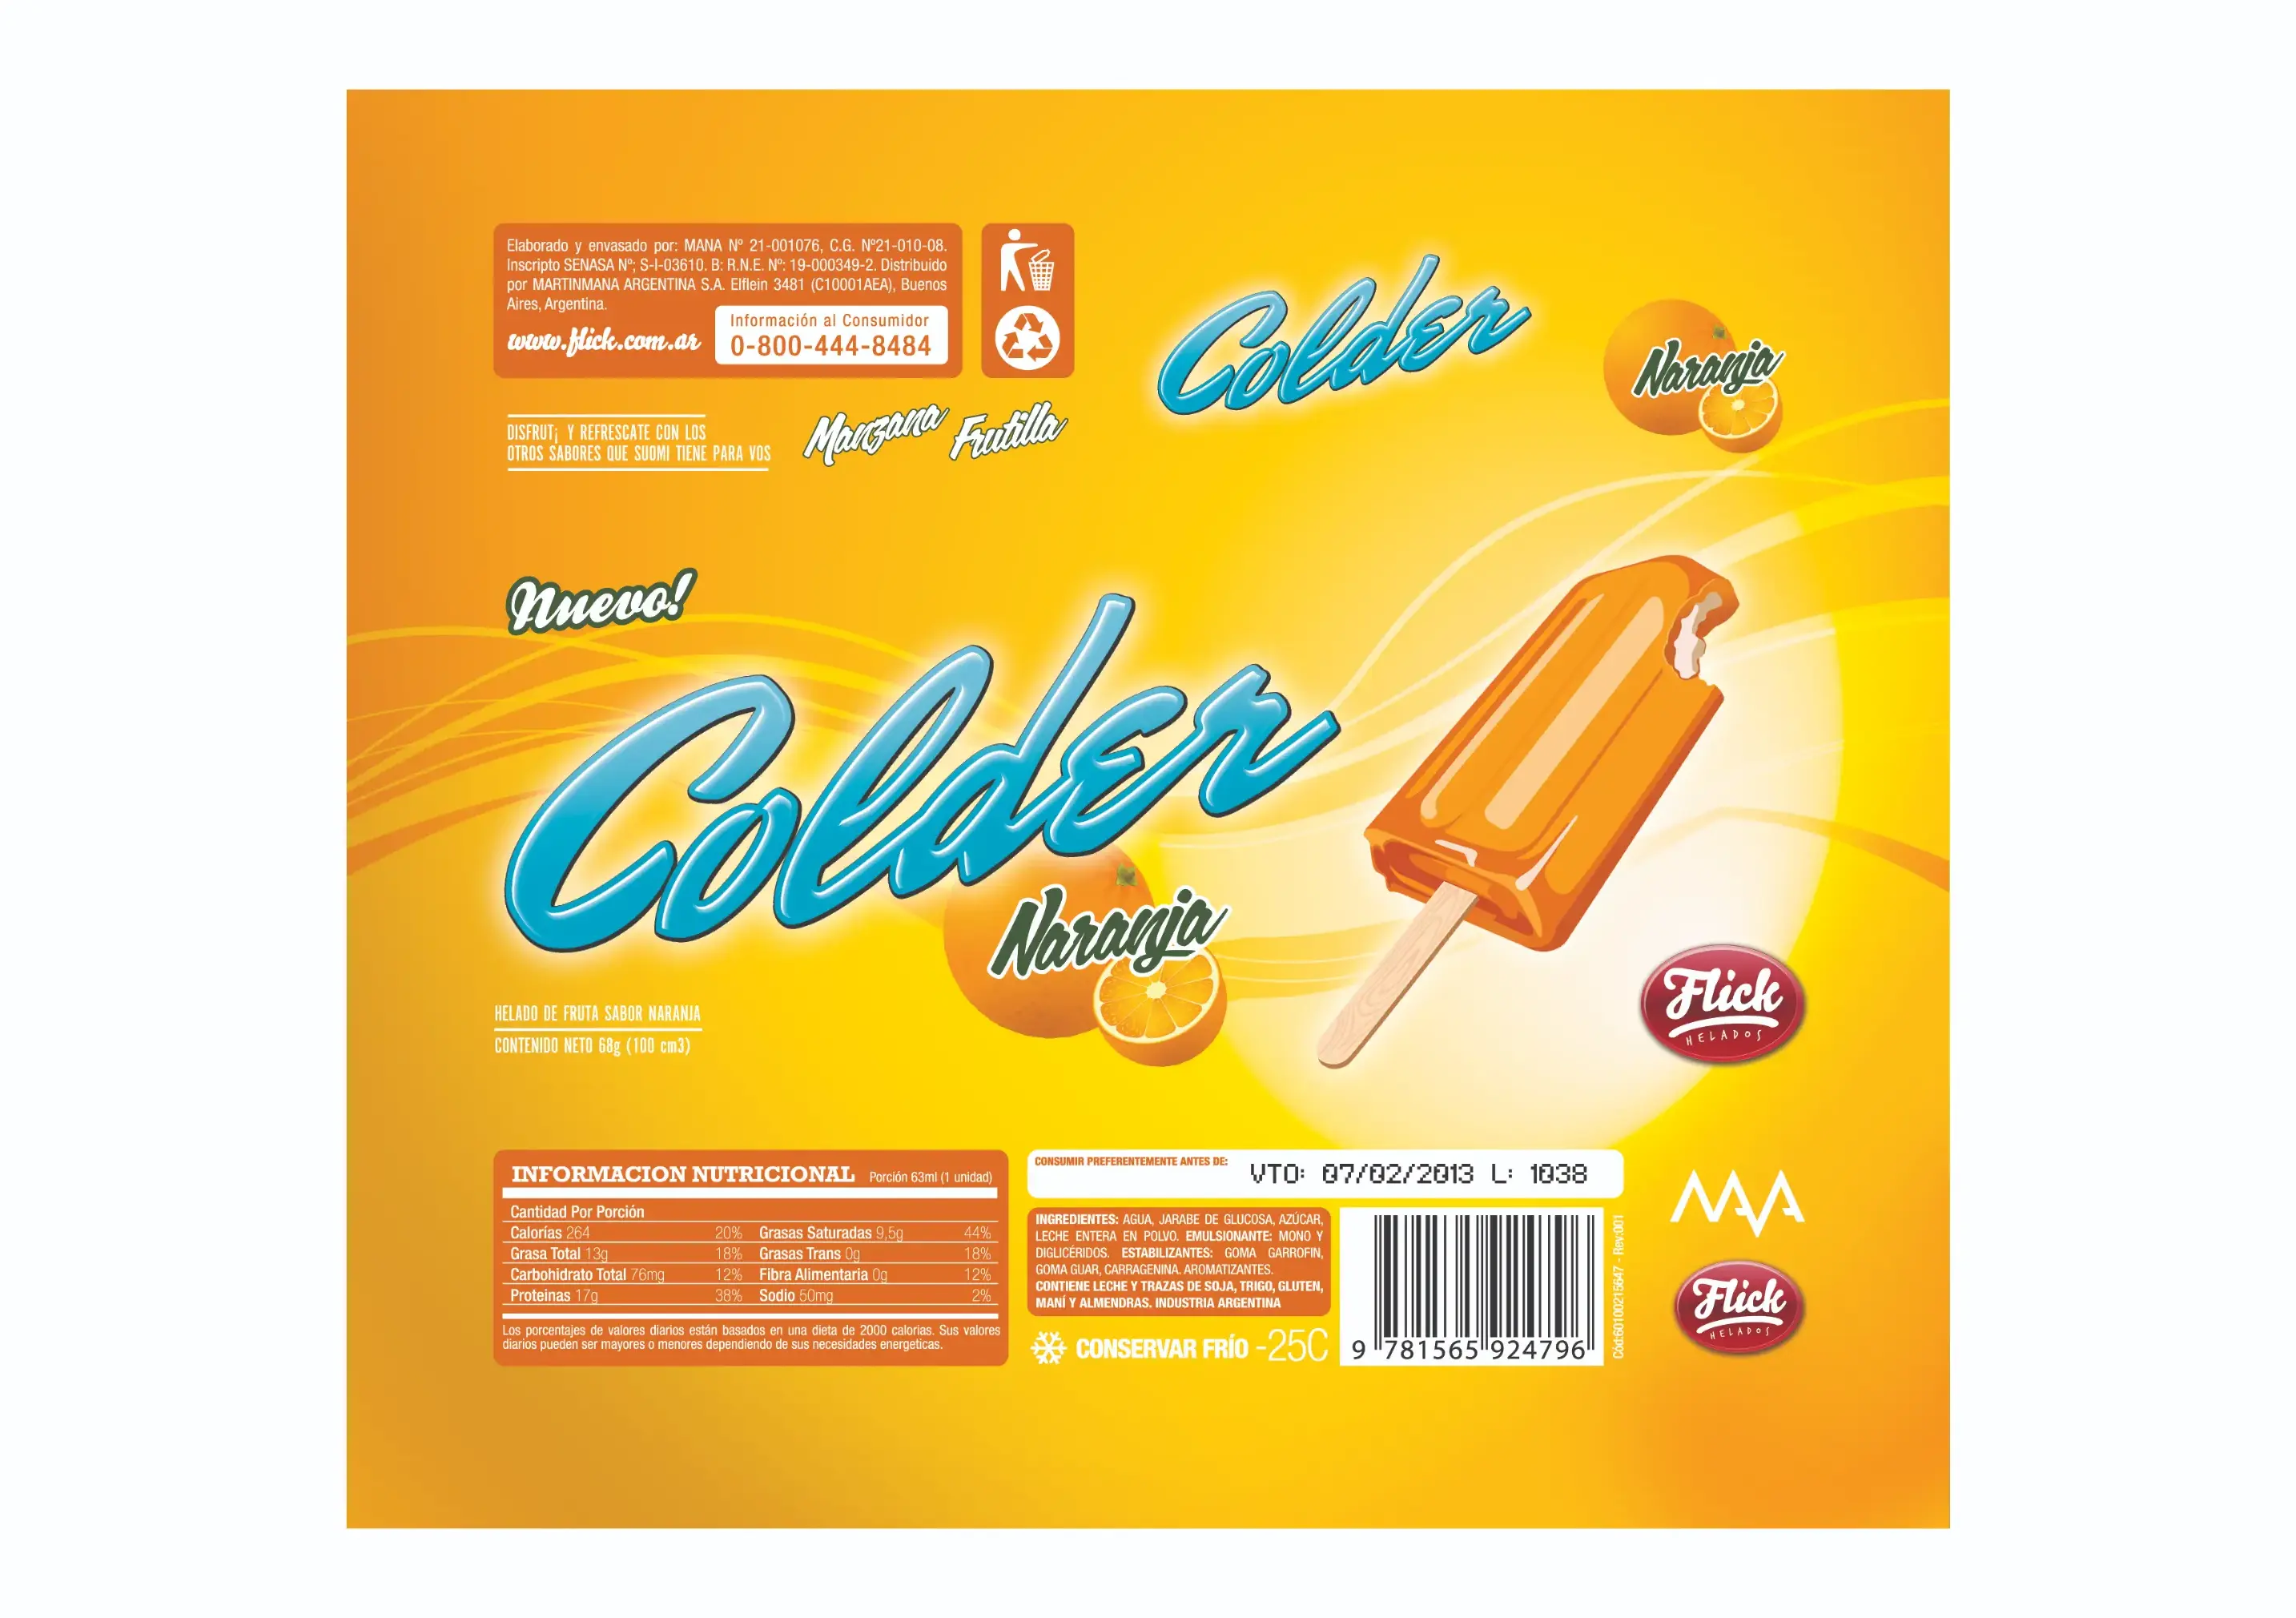 Elaborado y envasado por: MANA Nº 21-001076, C.G. Nº21-010-08.
Inscripto SENASA Nº; S-I-03610. B: R.N.E. Nº: 19-000349-2. Distribuido
por MARTINMANA ARGENTINA S.A. Elflein 3481 (C10001AEA), Buenos
Aires, Argentina.
www.flick.com.ar
Información al Consumidor
0-800-444-8484
DISFRUT¡ Y REFRESCATE CON LOS
OTROS SABORES QUE SUOMI TIENE PARA VOS
Manzana
Frutilla
Colder
Naranja
Nuevo!
Colder
Naranja
HELADO DE FRUTA SABOR NARANJA
CONTENIDO NETO 68g (100 cm3)
Flick
HELADOS
INFORMACION NUTRICIONAL Porción 63ml (1 unidad)
Cantidad Por Porción
Calorías 264 20% Grasas Saturadas 9,5g 44%
Grasa Total 13g 18% Grasas Trans 0g 18%
Carbohidrato Total 76mg 12% Fibra Alimentaria 0g 12%
Proteinas 17g 38% Sodio 50mg 2%
Los porcentajes de valores diarios están basados en una dieta de 2000 calorias. Sus valores
diarios pueden ser mayores o menores dependiendo de sus necesidades energeticas.
CONSUMIR PREFERENTEMENTE ANTES DE:
VTO: 07/02/2013 L: 1038
INGREDIENTES: AGUA, JARABE DE GLUCOSA, AZÚCAR,
LECHE ENTERA EN POLVO. EMULSIONANTE: MONO Y
DIGLICÉRIDOS. ESTABILIZANTES: GOMA GARROFIN,
GOMA GUAR, CARRAGENINA. AROMATIZANTES.
CONTIENE LECHE Y TRAZAS DE SOJA, TRIGO, GLUTEN,
MANÍ Y ALMENDRAS. INDUSTRIA ARGENTINA
CONSERVAR FRÍO -25C
9 781565 924796
Cód:60100215647 - Rev:001
Flick
HELADOS